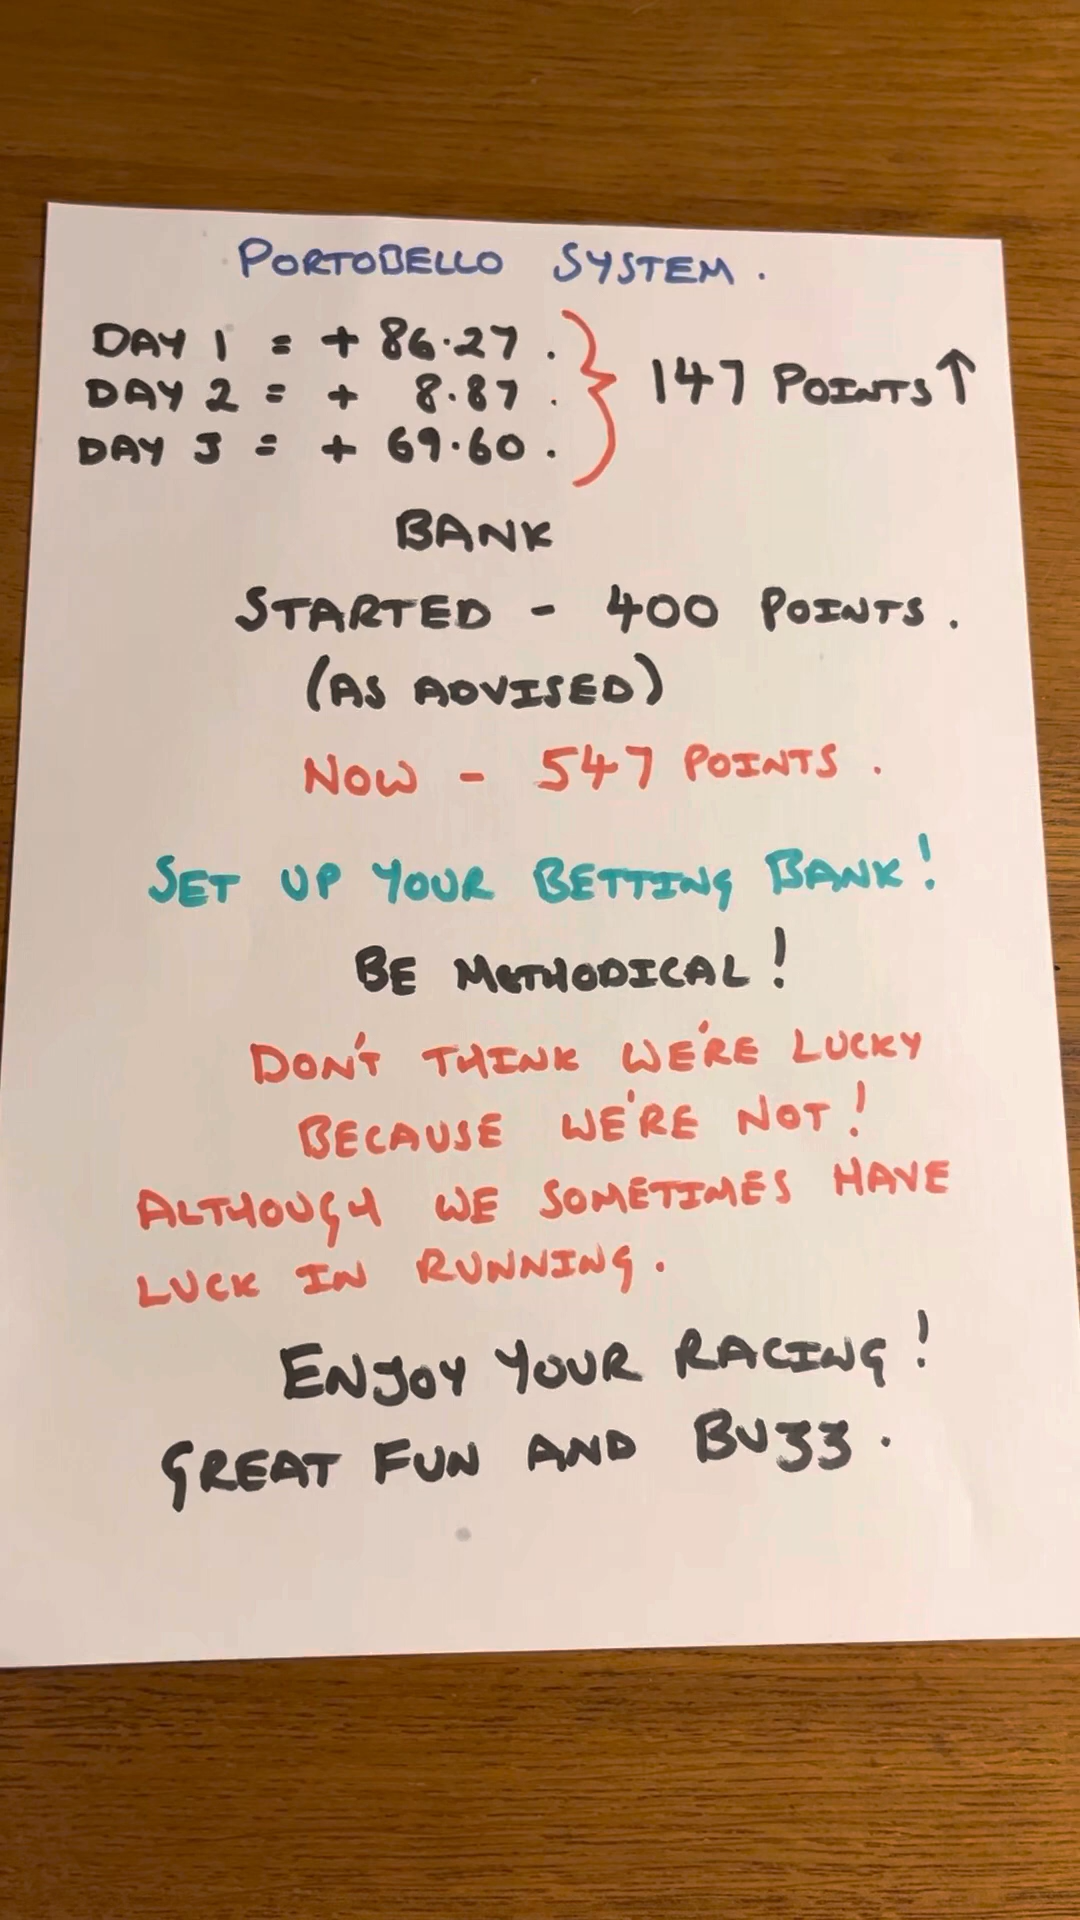 PORTOBELLO SYSTEM.
DAY 1 = + 86.27.
DAY 2 = + 8.87.
DAY 3 = + 69.60.
147 POINTS ↑
BANK
STARTED - 400 POINTS.
(AS ADVISED)
NOW - 547 POINTS.
SET UP YOUR BETTING BANK!
BE METHODICAL!
DON'T THINK WE'RE LUCKY
BECAUSE WE'RE NOT!
ALTHOUGH WE SOMETIMES HAVE
LUCK IN RUNNING.
ENJOY YOUR RACING!
GREAT FUN AND BUZZ.